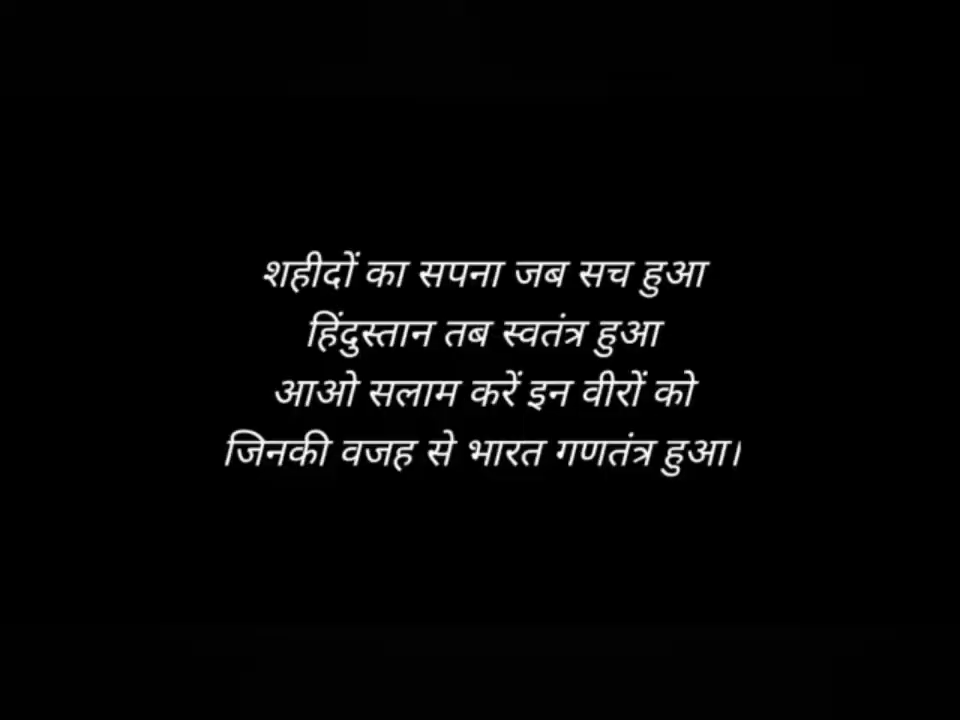 शहीदों का सपना जब सच हुआ
हिंदुस्तान तब स्वतंत्र हुआ
आओ सलाम करें इन वीरों को
जिनकी वजह से भारत गणतंत्र हुआ।